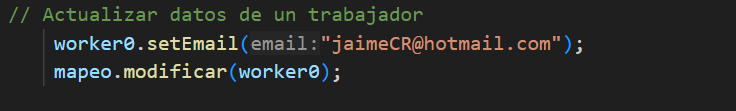 // Actualizar datos de un trabajador
worker0.setEmail(email:"jaimeCR@hotmail.com");
mapeo.modificar(worker0);